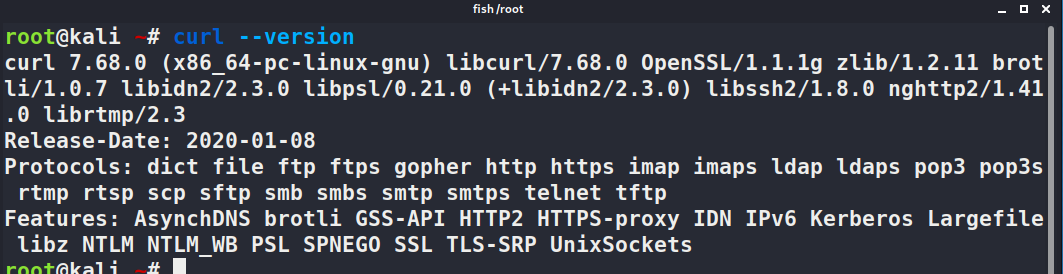 fish /root
root@kali ~# curl --version
curl 7.68.0 (x86_64-pc-linux-gnu) libcurl/7.68.0 OpenSSL/1.1.1g zlib/1.2.11 brot
li/1.0.7 libidn2/2.3.0 libpsl/0.21.0 (+libidn2/2.3.0) libssh2/1.8.0 nghttp2/1.41
.0 librtmp/2.3
Release-Date: 2020-01-08
Protocols: dict file ftp ftps gopher http https imap imaps ldap ldaps pop3 pop3s
 rtmp rtsp scp sftp smb smbs smtp smtps telnet tftp
Features: AsynchDNS brotli GSS-API HTTP2 HTTPS-proxy IDN IPv6 Kerberos Largefile
 libz NTLM NTLM_WB PSL SPNEGO SSL TLS-SRP UnixSockets
root@kali ~#